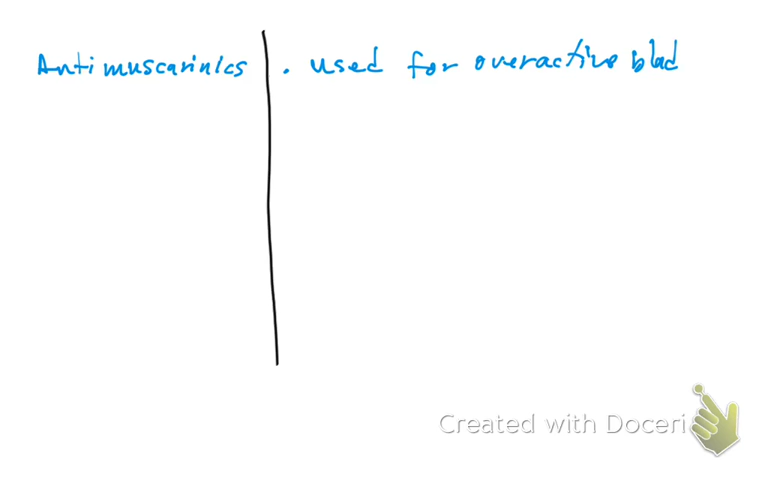 Antimuscarinics . used for overactive blad
Created with Doceri